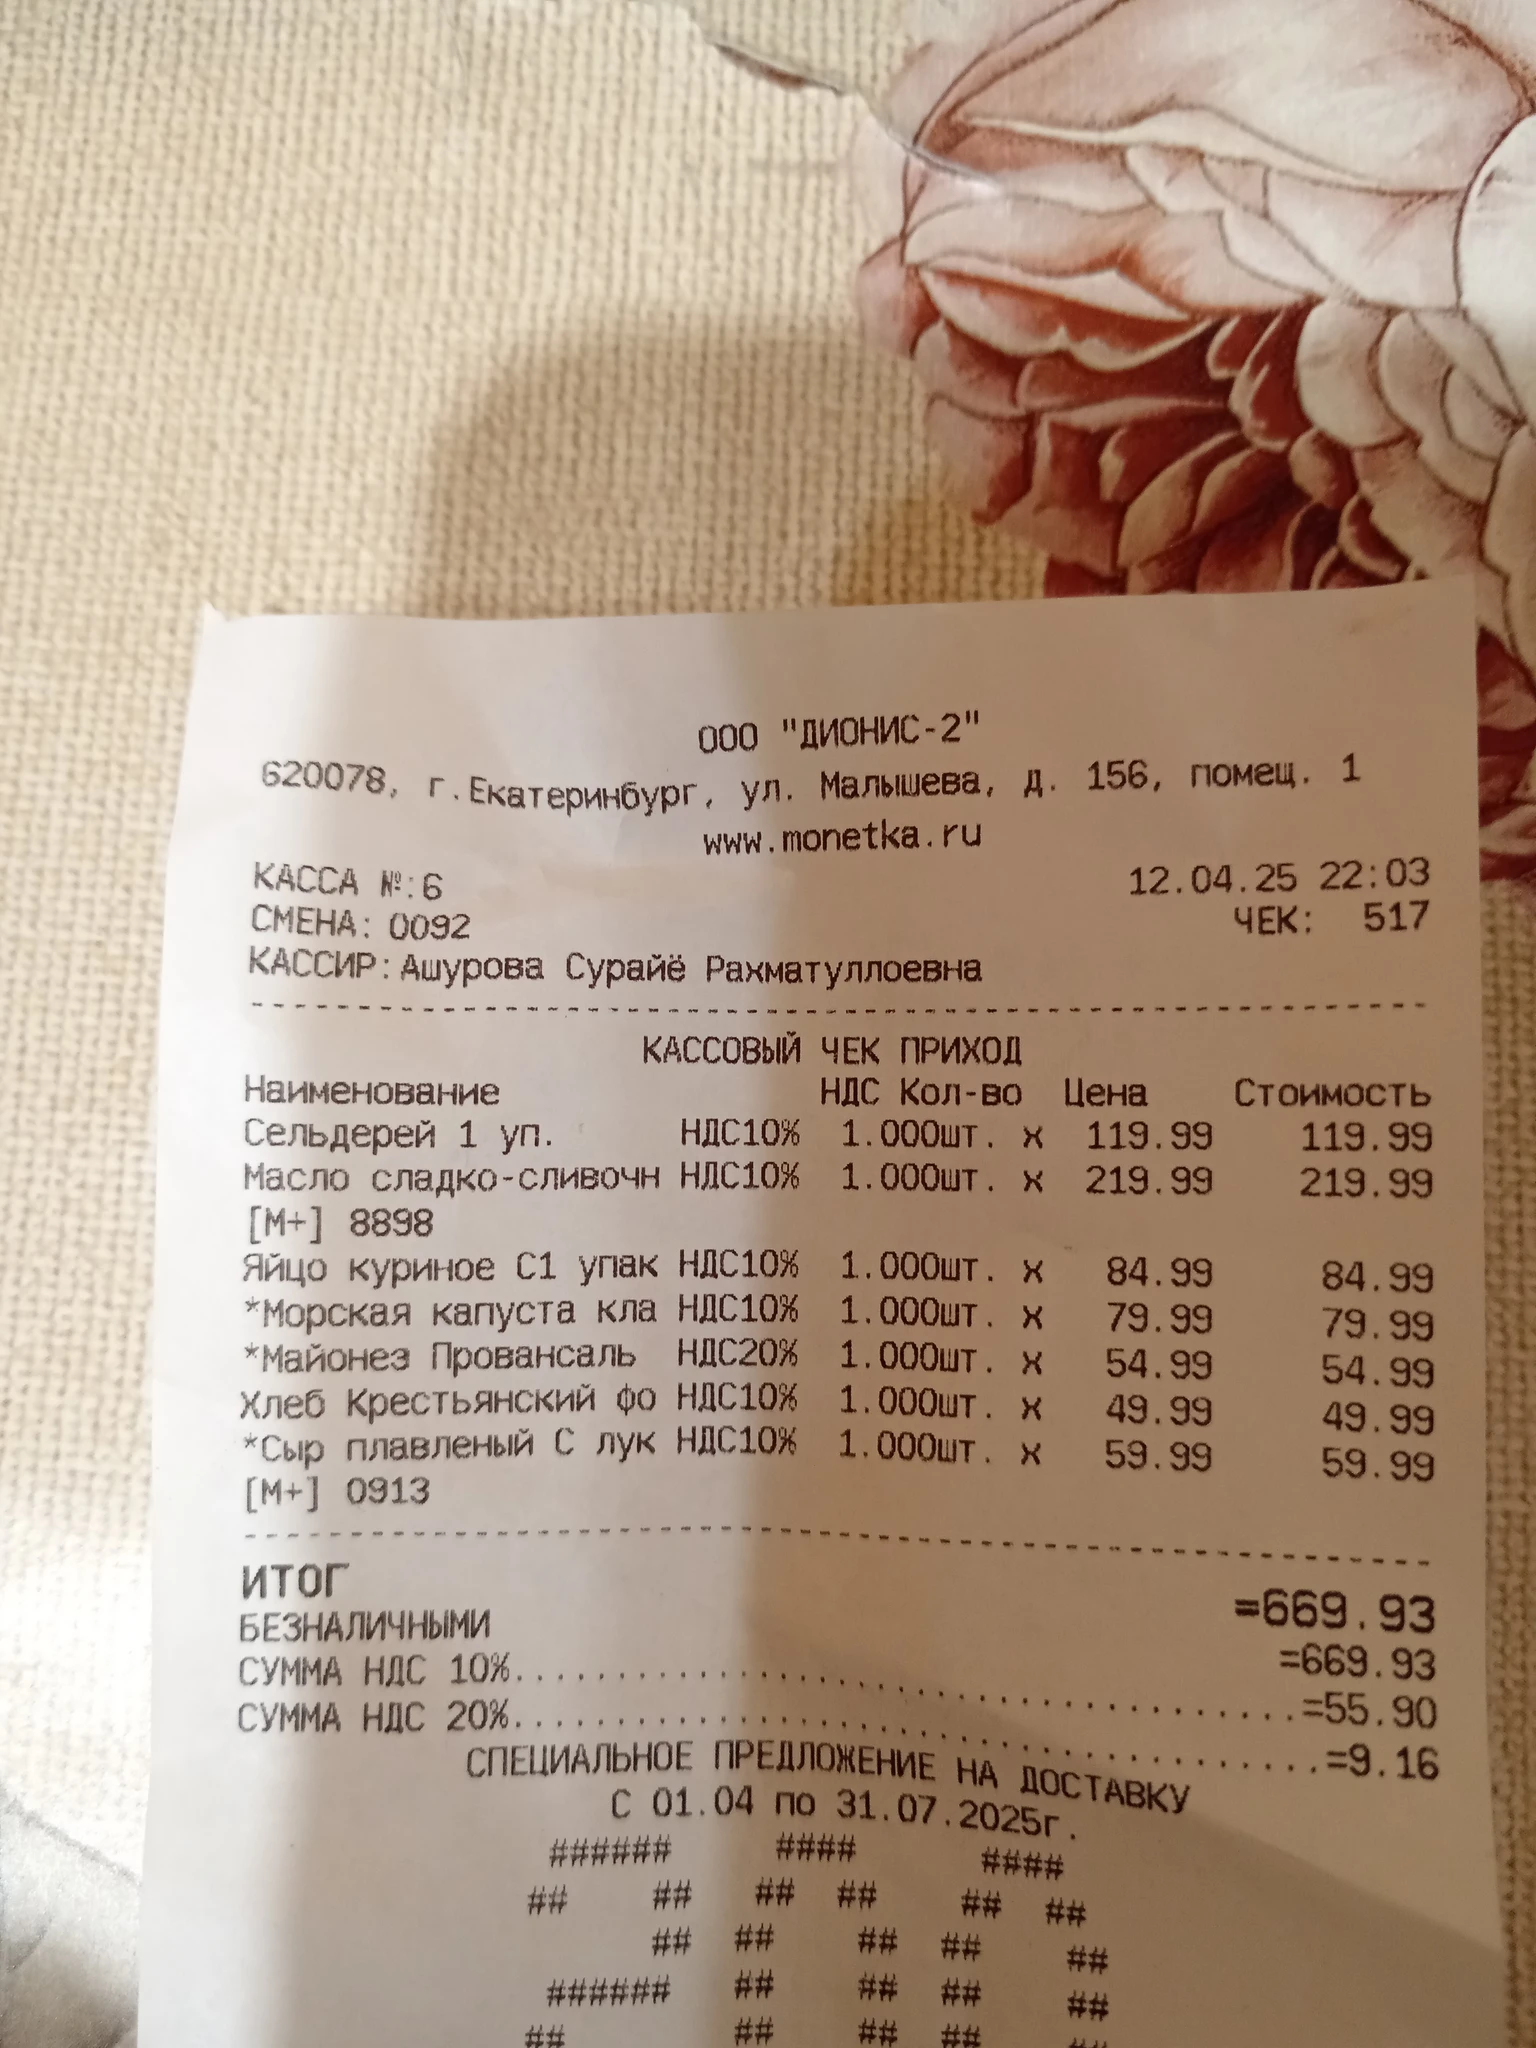 ООО "ДИОНИС-2"
620078, г.Екатеринбург, ул. Малышева, д. 156, помещ. 1
www.monetka.ru
КАССА №:6 12.04.25 22:03
СМЕНА: 0092 ЧЕК: 517
КАССИР: Ашурова Сурайё Рахматуллоевна
КАССОВЫЙ ЧЕК ПРИХОД
Наименование НДС Кол-во Цена Стоимость
Сельдерей 1 уп. НДС10% 1.000шт. x 119.99 119.99
Масло сладко-сливочн НДС10% 1.000шт. x 219.99 219.99
[М+] 8898
Яйцо куриное С1 упак НДС10% 1.000шт. x 84.99 84.99
*Морская капуста кла НДС10% 1.000шт. x 79.99 79.99
*Майонез Провансаль НДС20% 1.000шт. x 54.99 54.99
Хлеб Крестьянский фо НДС10% 1.000шт. x 49.99 49.99
*Сыр плавленый С лук НДС10% 1.000шт. x 59.99 59.99
[М+] 0913
ИТОГ =669.93
БЕЗНАЛИЧНЫМИ =669.93
СУММА НДС 10%......................................=55.90
СУММА НДС 20%......................................=9.16
СПЕЦИАЛЬНОЕ ПРЕДЛОЖЕНИЕ НА ДОСТАВКУ
С 01.04 по 31.07.2025г.
###### #### ####
## ## ## ## ## ##
## ## ## ## ##
###### ## ## ## ##
## ## ## ## ##